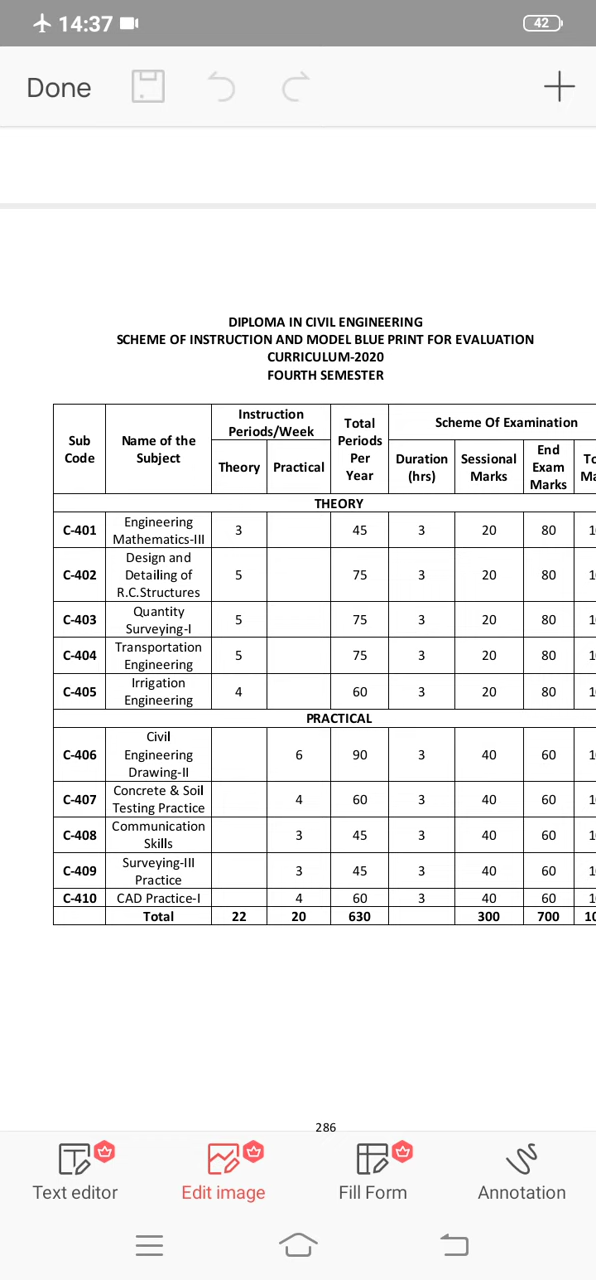 14:37
42
Done
DIPLOMA IN CIVIL ENGINEERING
SCHEME OF INSTRUCTION AND MODEL BLUE PRINT FOR EVALUATION
CURRICULUM-2020
FOURTH SEMESTER
Sub Code
Name of the Subject
Instruction Periods/Week
Theory Practical
Total Periods Per Year
Scheme Of Examination
Duration (hrs)
Sessional Marks
End Exam Marks
THEORY
C-401 Engineering Mathematics-III 3 45 3 20 80
C-402 Design and Detailing of R.C.Structures 5 75 3 20 80
C-403 Quantity Surveying-I 5 75 3 20 80
C-404 Transportation Engineering 5 75 3 20 80
C-405 Irrigation Engineering 4 60 3 20 80
PRACTICAL
C-406 Civil Engineering Drawing-II 6 90 3 40 60
C-407 Concrete & Soil Testing Practice 4 60 3 40 60
C-408 Communication Skills 3 45 3 40 60
C-409 Surveying-III Practice 3 45 3 40 60
C-410 CAD Practice-I 4 60 3 40 60
Total 22 20 630 300 700
286
Text editor
Edit image
Fill Form
Annotation